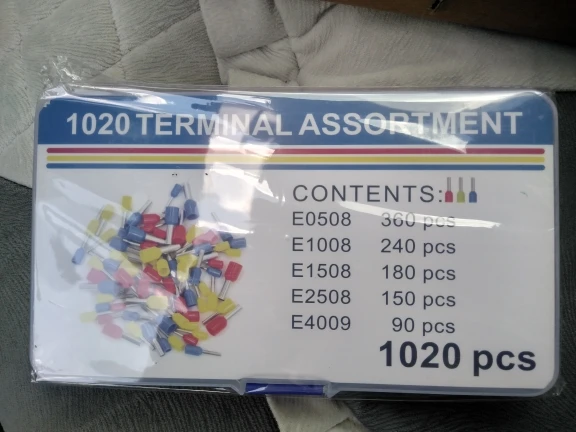 1020 TERMINAL ASSORTMENT
CONTENTS:
E0508 360 pcs
E1008 240 pcs
E1508 180 pcs
E2508 150 pcs
E4009 90 pcs
1020 pcs